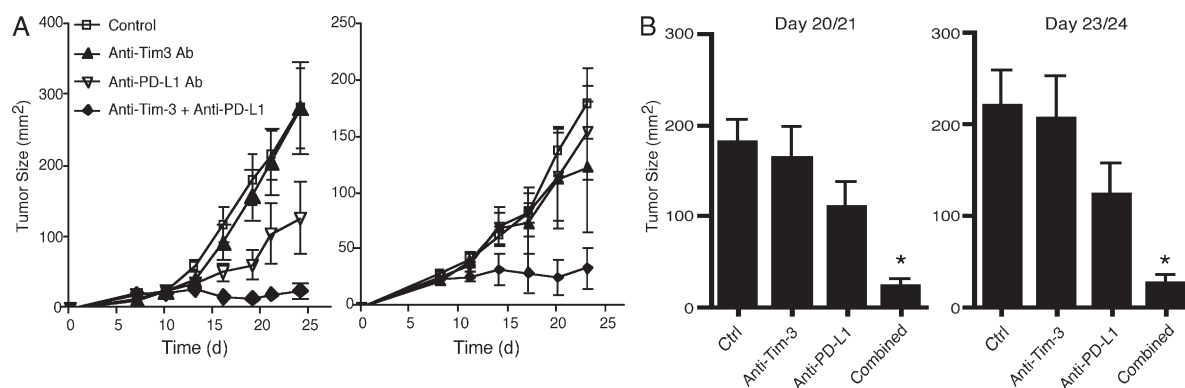 A
Control
Anti-Tim3 Ab
Anti-PD-L1 Ab
Anti-Tim-3 + Anti-PD-L1
Tumor Size (mm²)
400
300
200
100
0
0 5 10 15 20 25
Time (d)
250
200
150
100
50
0
0 5 10 15 20 25
Time (d)
B
Day 20/21
Tumor Size (mm²)
300
200
100
0
*
Ctrl
Anti-Tim-3
Anti-PD-L1
Combined
Day 23/24
300
200
100
0
*
Ctrl
Anti-Tim-3
Anti-PD-L1
Combined